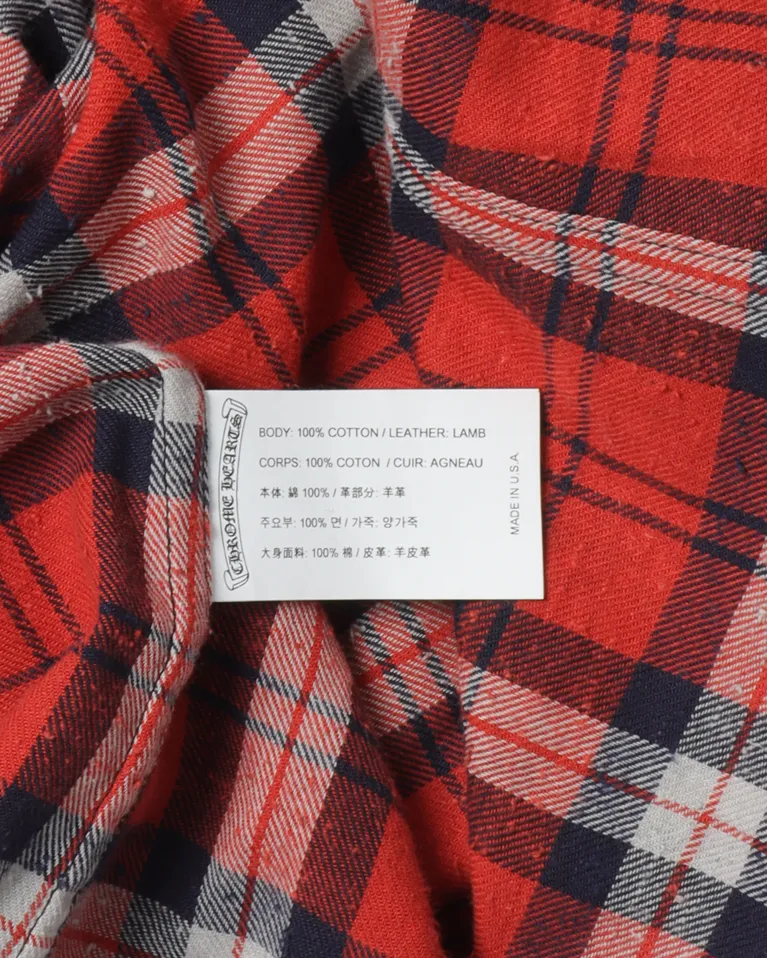 CHROME HEARTS
BODY: 100% COTTON / LEATHER: LAMB
CORPS: 100% COTON / CUIR: AGNEAU
本体: 綿 100% / 革部分: 羊革
주요부: 100% 면 / 가죽: 양가죽
大身面料: 100% 棉 / 皮革: 羊皮革
MADE IN U.S.A.